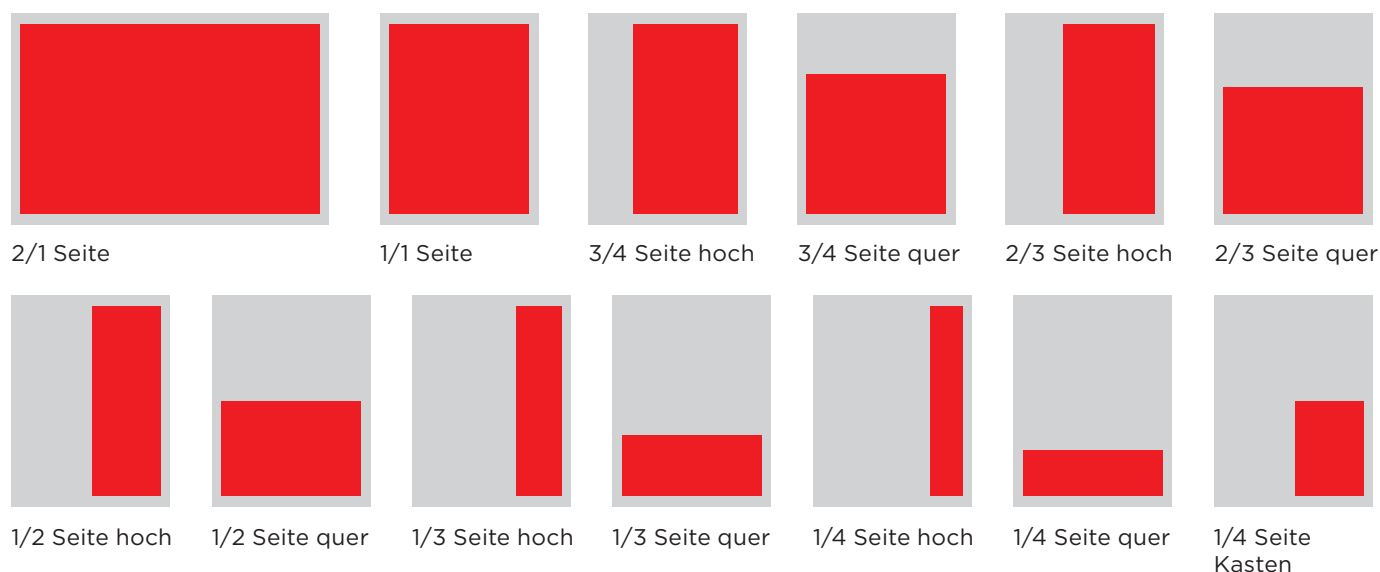 2/1 Seite
1/1 Seite
3/4 Seite hoch
3/4 Seite quer
2/3 Seite hoch
2/3 Seite quer
1/2 Seite hoch
1/2 Seite quer
1/3 Seite hoch
1/3 Seite quer
1/4 Seite hoch
1/4 Seite quer
1/4 Seite
Kasten